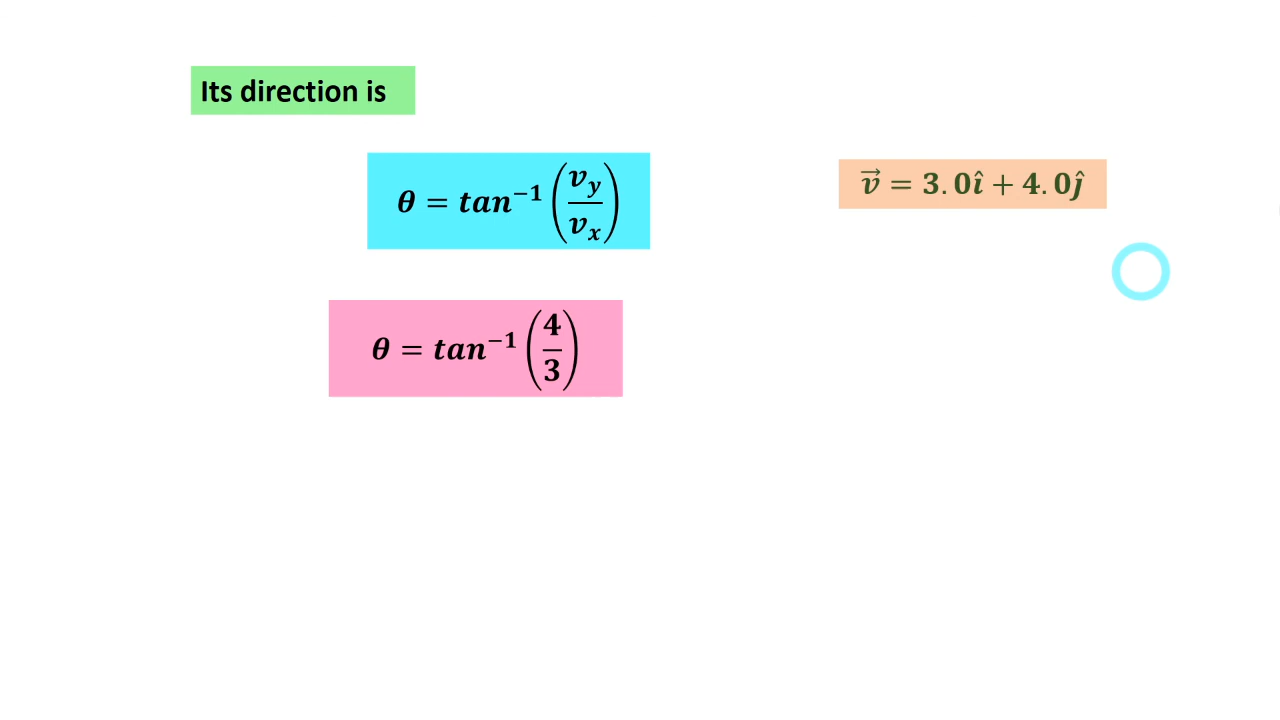 Its direction is
θ = tan⁻¹ (v_y / v_x)
v⃗ = 3.0î + 4.0ĵ
θ = tan⁻¹ (4 / 3)